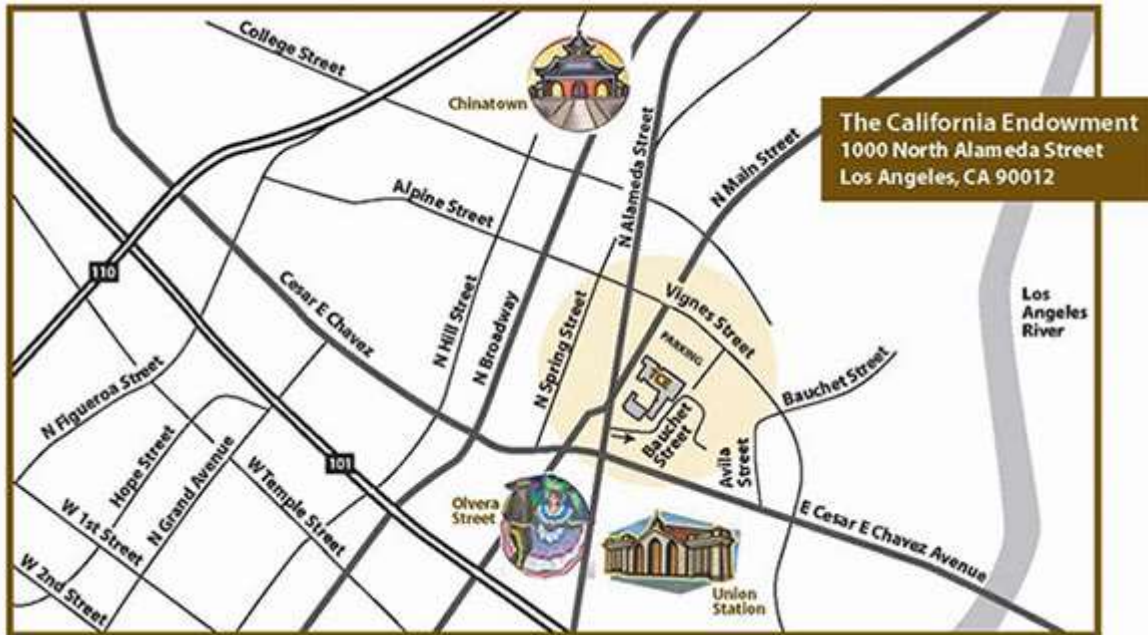 College Street
Chinatown
The California Endowment
1000 North Alameda Street
Los Angeles, CA 90012
N Alameda Street
N Main Street
Alpine Street
110
Cesar E Chavez
N Hill Street
N Broadway
N Spring Street
Vignes Street
PARKING
TCE
Los
Angeles
River
Bauchet Street
N Figueroa Street
Hope Street
N Grand Avenue
101
W Temple Street
Bauchet
Street
Avila
Street
W 1st Street
W 2nd Street
Olvera
Street
E Cesar E Chavez Avenue
Union
Station